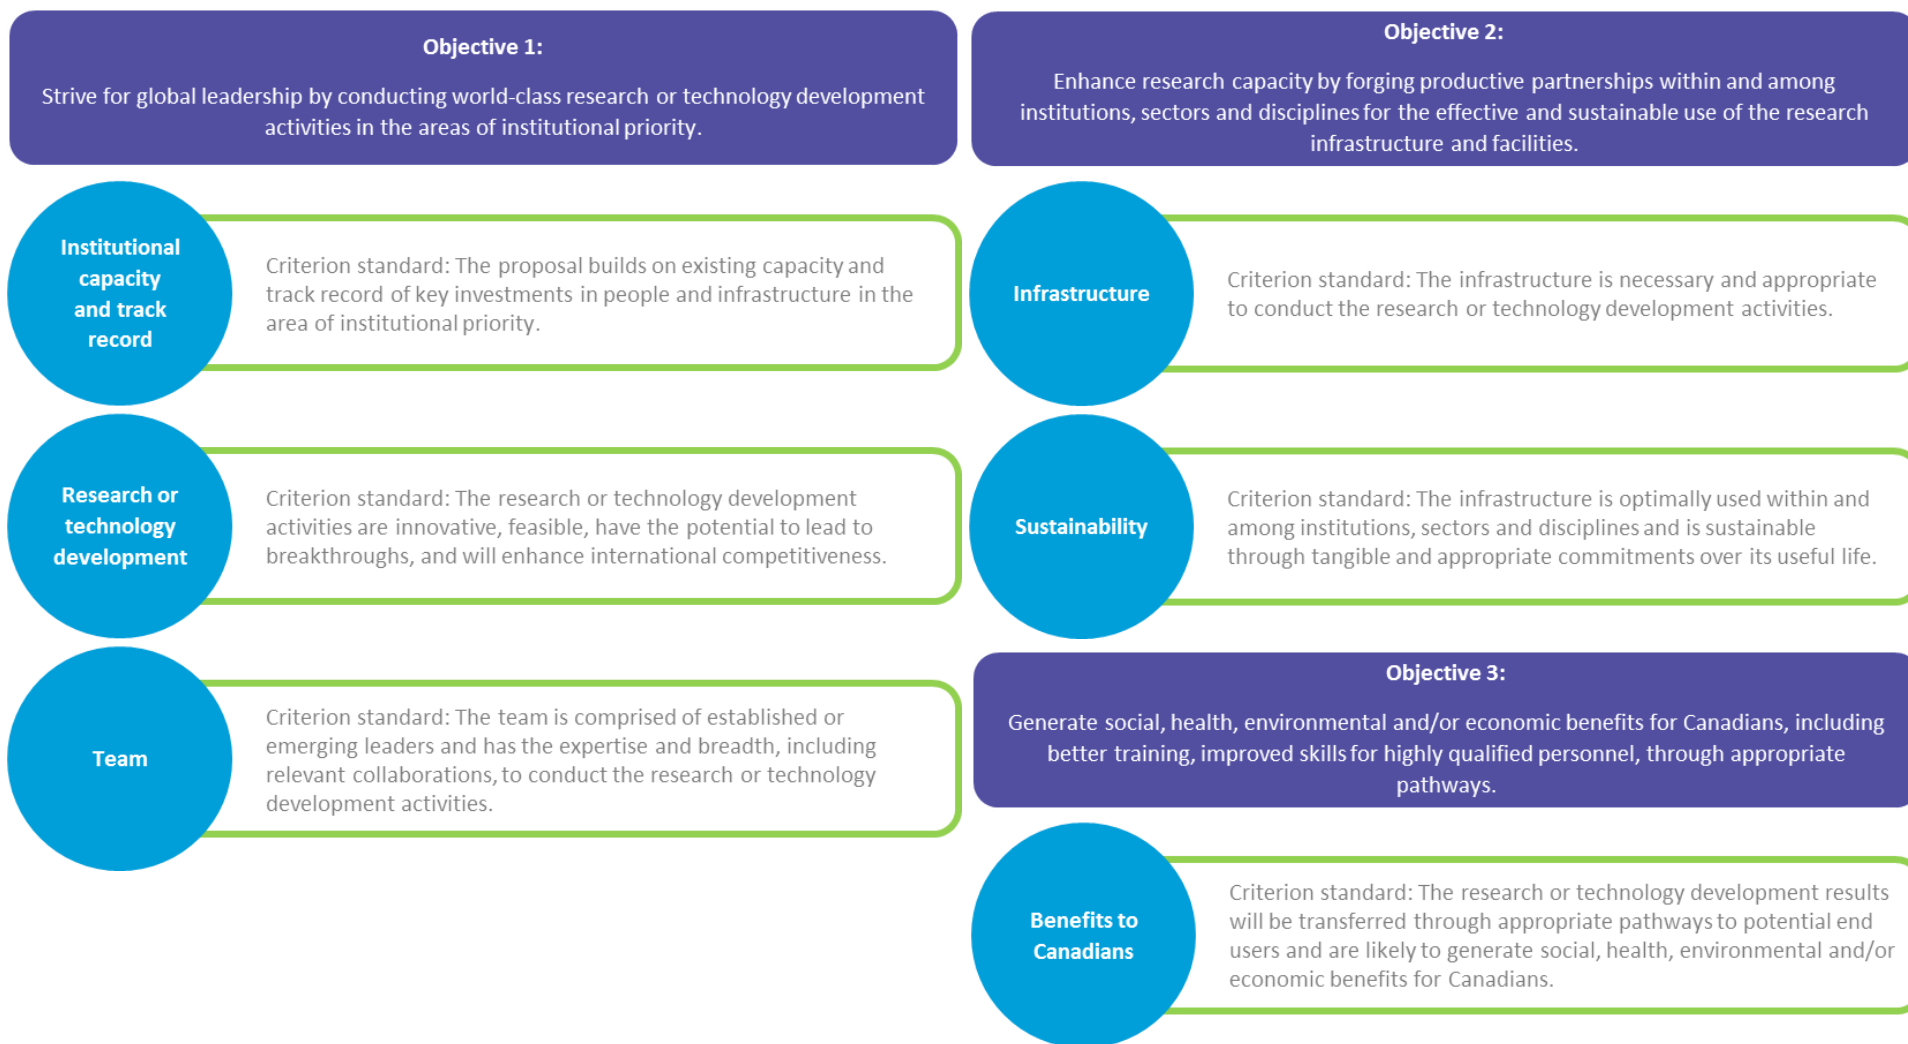 Objective 1:
Strive for global leadership by conducting world-class research or technology development
activities in the areas of institutional priority.
Institutional
capacity
and track
record
Criterion standard: The proposal builds on existing capacity and
track record of key investments in people and infrastructure in the
area of institutional priority.
Research or
technology
development
Criterion standard: The research or technology development
activities are innovative, feasible, have the potential to lead to
breakthroughs, and will enhance international competitiveness.
Team
Criterion standard: The team is comprised of established or
emerging leaders and has the expertise and breadth, including
relevant collaborations, to conduct the research or technology
development activities.
Objective 2:
Enhance research capacity by forging productive partnerships within and among
institutions, sectors and disciplines for the effective and sustainable use of the research
infrastructure and facilities.
Infrastructure
Criterion standard: The infrastructure is necessary and appropriate
to conduct the research or technology development activities.
Sustainability
Criterion standard: The infrastructure is optimally used within and
among institutions, sectors and disciplines and is sustainable
through tangible and appropriate commitments over its useful life.
Objective 3:
Generate social, health, environmental and/or economic benefits for Canadians, including
better training, improved skills for highly qualified personnel, through appropriate
pathways.
Benefits to
Canadians
Criterion standard: The research or technology development results
will be transferred through appropriate pathways to potential end
users and are likely to generate social, health, environmental and/or
economic benefits for Canadians.